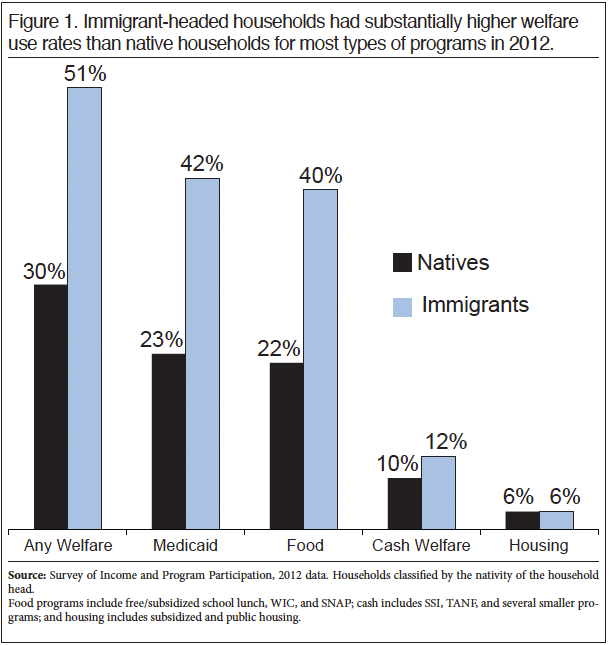 Figure 1. Immigrant-headed households had substantially higher welfare
use rates than native households for most types of programs in 2012.
51%
42%
40%
30%
23%
22%
10%
12%
6%
6%
Natives
Immigrants
Any Welfare
Medicaid
Food
Cash Welfare
Housing
Source: Survey of Income and Program Participation, 2012 data. Households classified by the nativity of the household
head.
Food programs include free/subsidized school lunch, WIC, and SNAP; cash includes SSI, TANF, and several smaller pro-
grams; and housing includes subsidized and public housing.